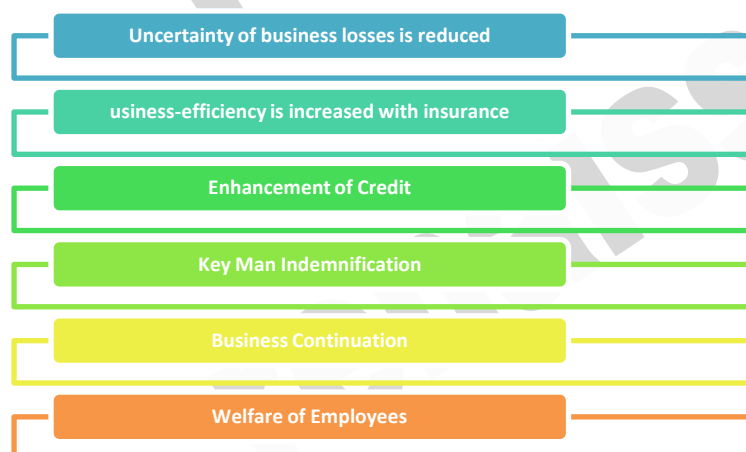 Uncertainty of business losses is reduced
usiness-efficiency is increased with insurance
Enhancement of Credit
Key Man Indemnification
Business Continuation
Welfare of Employees